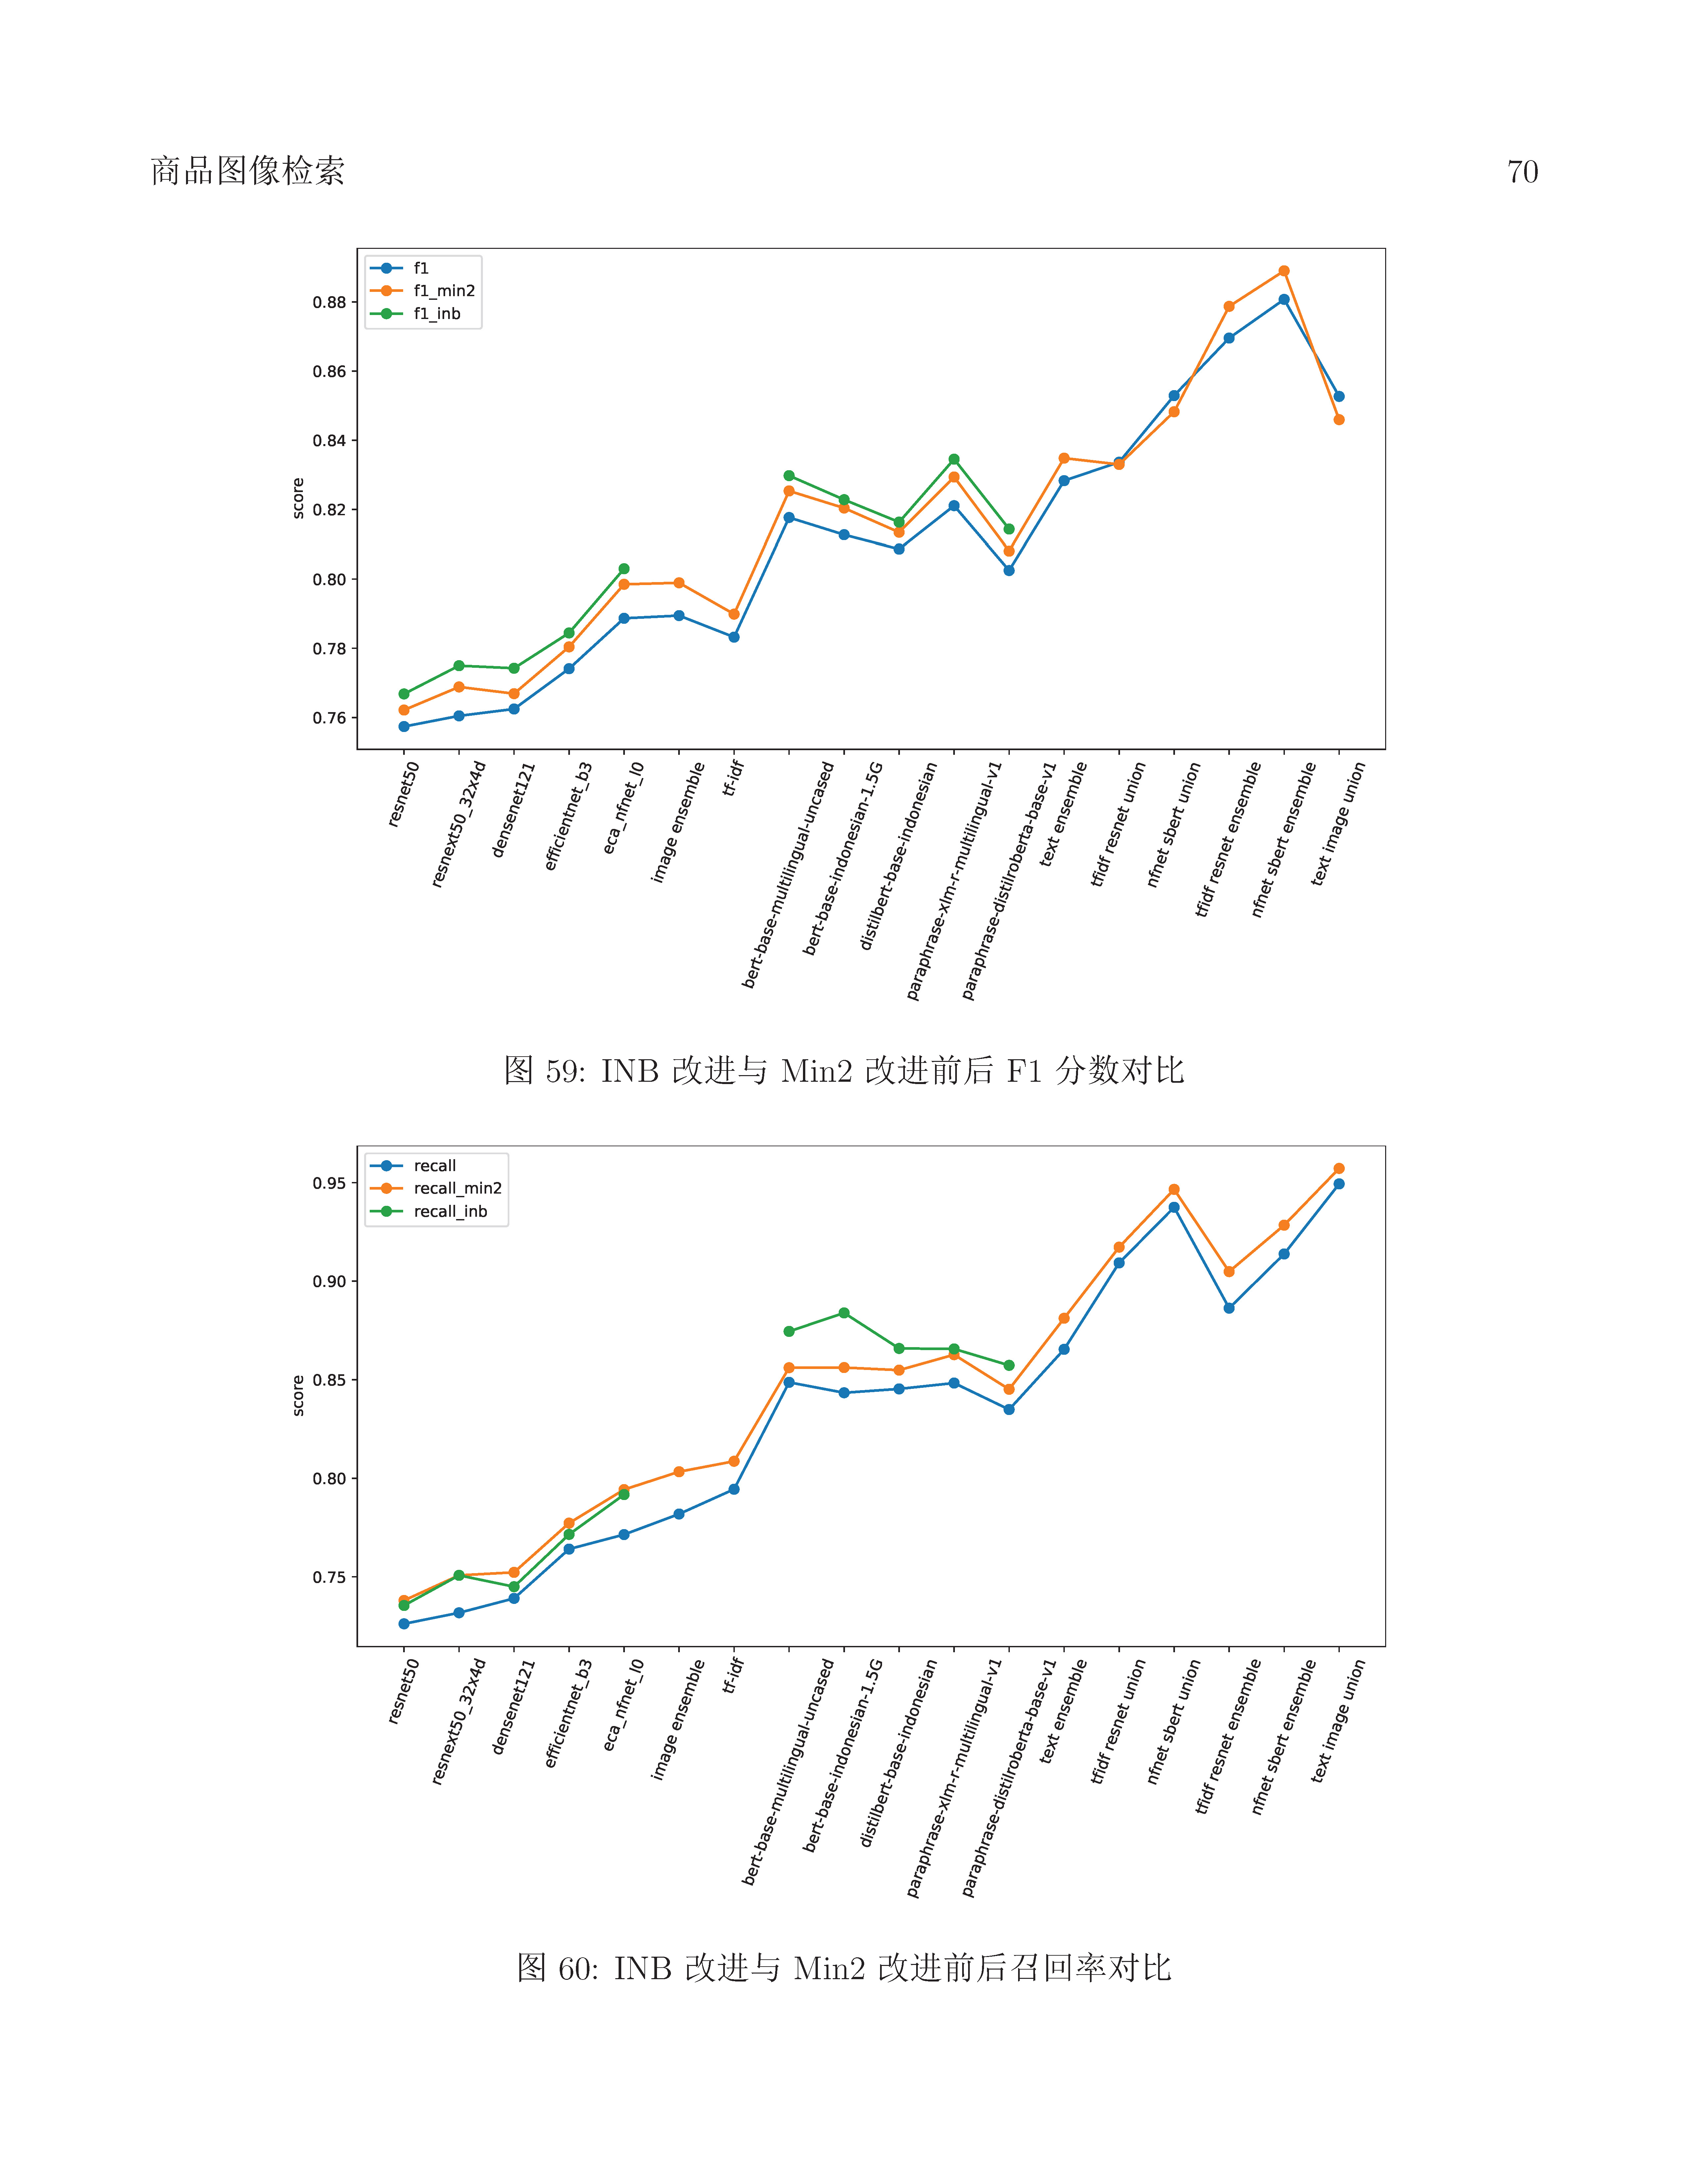 商品图像检索 70
f1
f1_min2
f1_inb
score
0.88
0.86
0.84
0.82
0.80
0.78
0.76
resnet50
resnext50_32x4d
densenet121
efficientnet_b3
eca_nfnet_l0
image ensemble
tf-idf
bert-base-multilingual-uncased
bert-base-indonesian-1.5G
distilbert-base-indonesian
paraphrase-xlm-r-multilingual-v1
paraphrase-distilroberta-base-v1
text ensemble
tfidf resnet union
nfnet sbert union
tfidf resnet ensemble
nfnet sbert ensemble
text image union
图 59: INB 改进与 Min2 改进前后 F1 分数对比
recall
recall_min2
recall_inb
score
0.95
0.90
0.85
0.80
0.75
resnet50
resnext50_32x4d
densenet121
efficientnet_b3
eca_nfnet_l0
image ensemble
tf-idf
bert-base-multilingual-uncased
bert-base-indonesian-1.5G
distilbert-base-indonesian
paraphrase-xlm-r-multilingual-v1
paraphrase-distilroberta-base-v1
text ensemble
tfidf resnet union
nfnet sbert union
tfidf resnet ensemble
nfnet sbert ensemble
text image union
图 60: INB 改进与 Min2 改进前后召回率对比